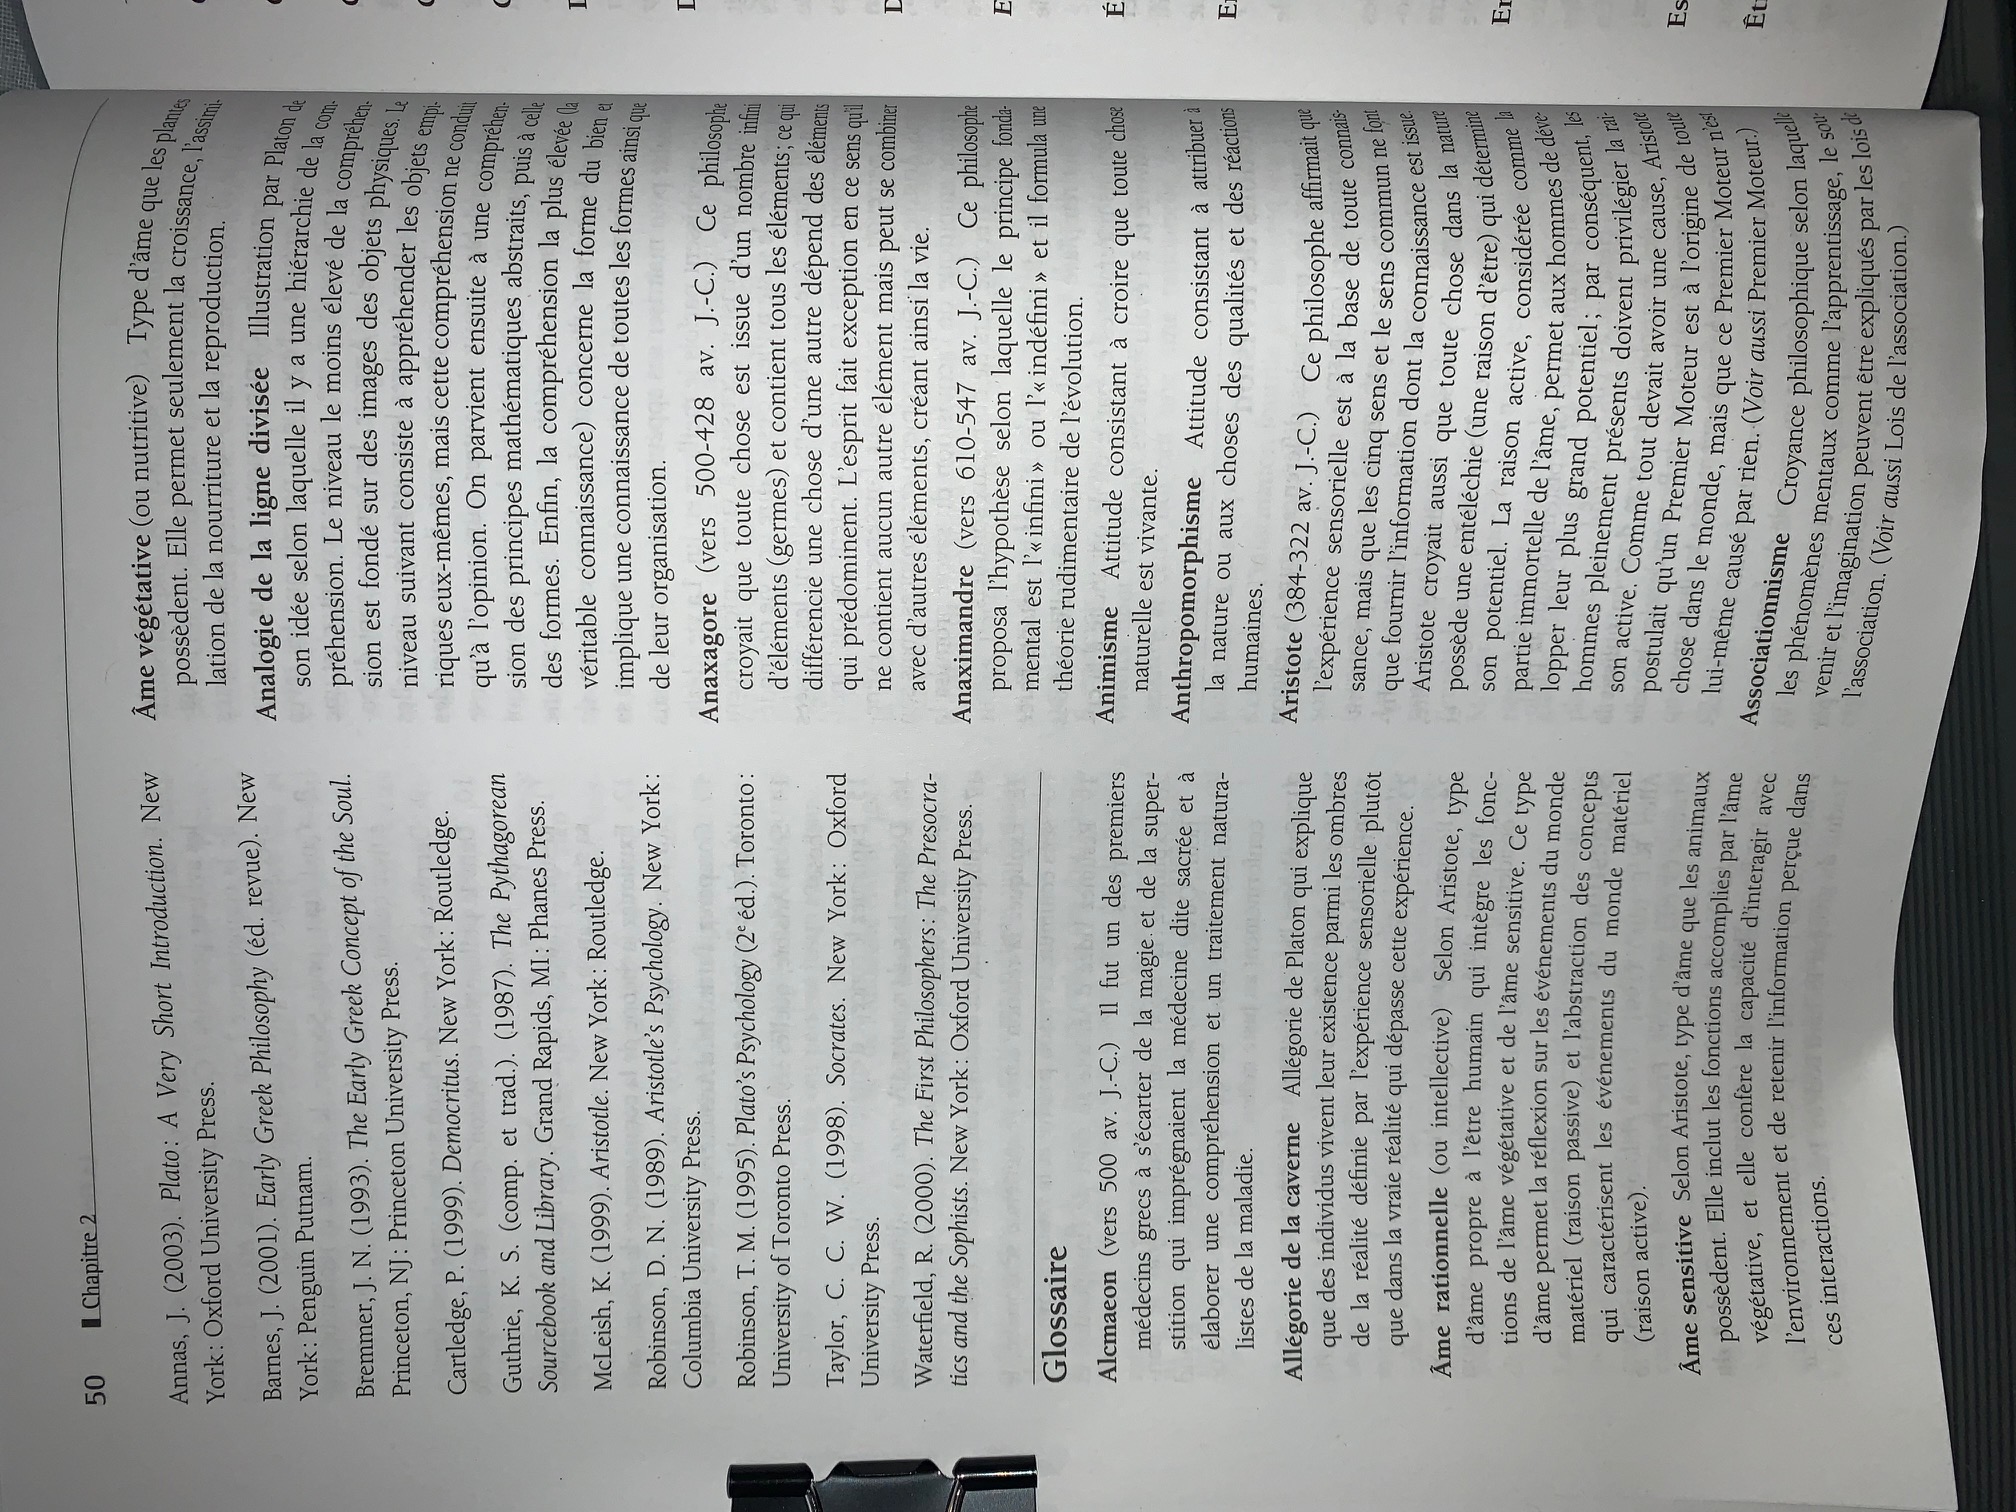 50 Chapitre 2
Annas, J. (2003). Plato : A Very Short Introduction. New
York : Oxford University Press.
Barnes, J. (2001). Early Greek Philosophy (éd. revue). New
York : Penguin Putnam.
Bremmer, J. N. (1993). The Early Greek Concept of the Soul.
Princeton, NJ : Princeton University Press.
Cartledge, P. (1999). Democritus. New York : Routledge.
Guthrie, K. S. (comp. et trad.). (1987). The Pythagorean
Sourcebook and Library. Grand Rapids, MI : Phanes Press.
McLeish, K. (1999). Aristotle. New York : Routledge.
Robinson, D. N. (1989). Aristotle's Psychology. New York :
Columbia University Press.
Robinson, T. M. (1995). Plato's Psychology (2e éd.). Toronto :
University of Toronto Press.
Taylor, C. C. W. (1998). Socrates. New York : Oxford
University Press.
Waterfield, R. (2000). The First Philosophers : The Presocra-
tics and the Sophists. New York : Oxford University Press.
Glossaire
Alcmaeon (vers 500 av. J.-C.) Il fut un des premiers
médecins grecs à s'écarter de la magie et de la super-
stition qui imprégnaient la médecine dite sacrée et à
élaborer une compréhension et un traitement natura-
listes de la maladie.
Allégorie de la caverne Allégorie de Platon qui explique
que des individus vivent leur existence parmi les ombres
de la réalité définie par l'expérience sensorielle plutôt
que dans la vraie réalité qui dépasse cette expérience.
Âme rationnelle (ou intellective) Selon Aristote, type
d'âme propre à l'être humain qui intègre les fonc-
tions de l'âme végétative et de l'âme sensitive. Ce type
d'âme permet la réflexion sur les événements du monde
matériel (raison passive) et l'abstraction des concepts
qui caractérisent les événements du monde matériel
(raison active).
Âme sensitive Selon Aristote, type d'âme que les animaux
possèdent. Elle inclut les fonctions accomplies par l'âme
végétative, et elle confère la capacité d'interagir avec
l'environnement et de retenir l'information perçue dans
ces interactions.
Âme végétative (ou nutritive) Type d'âme que les plantes
possèdent. Elle permet seulement la croissance, l'assimi-
lation de la nourriture et la reproduction.
Analogie de la ligne divisée Illustration par Platon de
son idée selon laquelle il y a une hiérarchie de la com-
préhension. Le niveau le moins élevé de la compréhen-
sion est fondé sur des images des objets physiques. Le
niveau suivant consiste à appréhender les objets empi-
riques eux-mêmes, mais cette compréhension ne conduit
qu'à l'opinion. On parvient ensuite à une compréhen-
sion des principes mathématiques abstraits, puis à celle
des formes. Enfin, la compréhension la plus élevée (la
véritable connaissance) concerne la forme du bien et
implique une connaissance de toutes les formes ainsi que
de leur organisation.
Anaxagore (vers 500-428 av. J.-C.) Ce philosophe
croyait que toute chose est issue d'un nombre infini
d'éléments (germes) et contient tous les éléments ; ce qui
différencie une chose d'une autre dépend des éléments
qui prédominent. L'esprit fait exception en ce sens qu'il
ne contient aucun autre élément mais peut se combiner
avec d'autres éléments, créant ainsi la vie.
Anaximandre (vers 610-547 av. J.-C.) Ce philosophe
proposa l'hypothèse selon laquelle le principe fonda-
mental est l'« infini » ou l'« indéfini » et il formula une
théorie rudimentaire de l'évolution.
Animisme Attitude consistant à croire que toute chose
naturelle est vivante.
Anthropomorphisme Attitude consistant à attribuer à
la nature ou aux choses des qualités et des réactions
humaines.
Aristote (384-322 av. J.-C.) Ce philosophe affirmait que
l'expérience sensorielle est à la base de toute connais-
sance, mais que les cinq sens et le sens commun ne font
que fournir l'information dont la connaissance est issue.
Aristote croyait aussi que toute chose dans la nature
possède une entéléchie (une raison d'être) qui détermine
son potentiel. La raison active, considérée comme la
partie immortelle de l'âme, permet aux hommes de déve-
lopper leur plus grand potentiel ; par conséquent, les
hommes pleinement présents doivent privilégier la rai-
son active. Comme tout devait avoir une cause, Aristote
postulait qu'un Premier Moteur est à l'origine de toute
chose dans le monde, mais que ce Premier Moteur n'est
lui-même causé par rien. (Voir aussi Premier Moteur.)
Associationnisme Croyance philosophique selon laquelle
les phénomènes mentaux comme l'apprentissage, le sou-
venir et l'imagination peuvent être expliqués par les lois de
l'association. (Voir aussi Lois de l'association.)